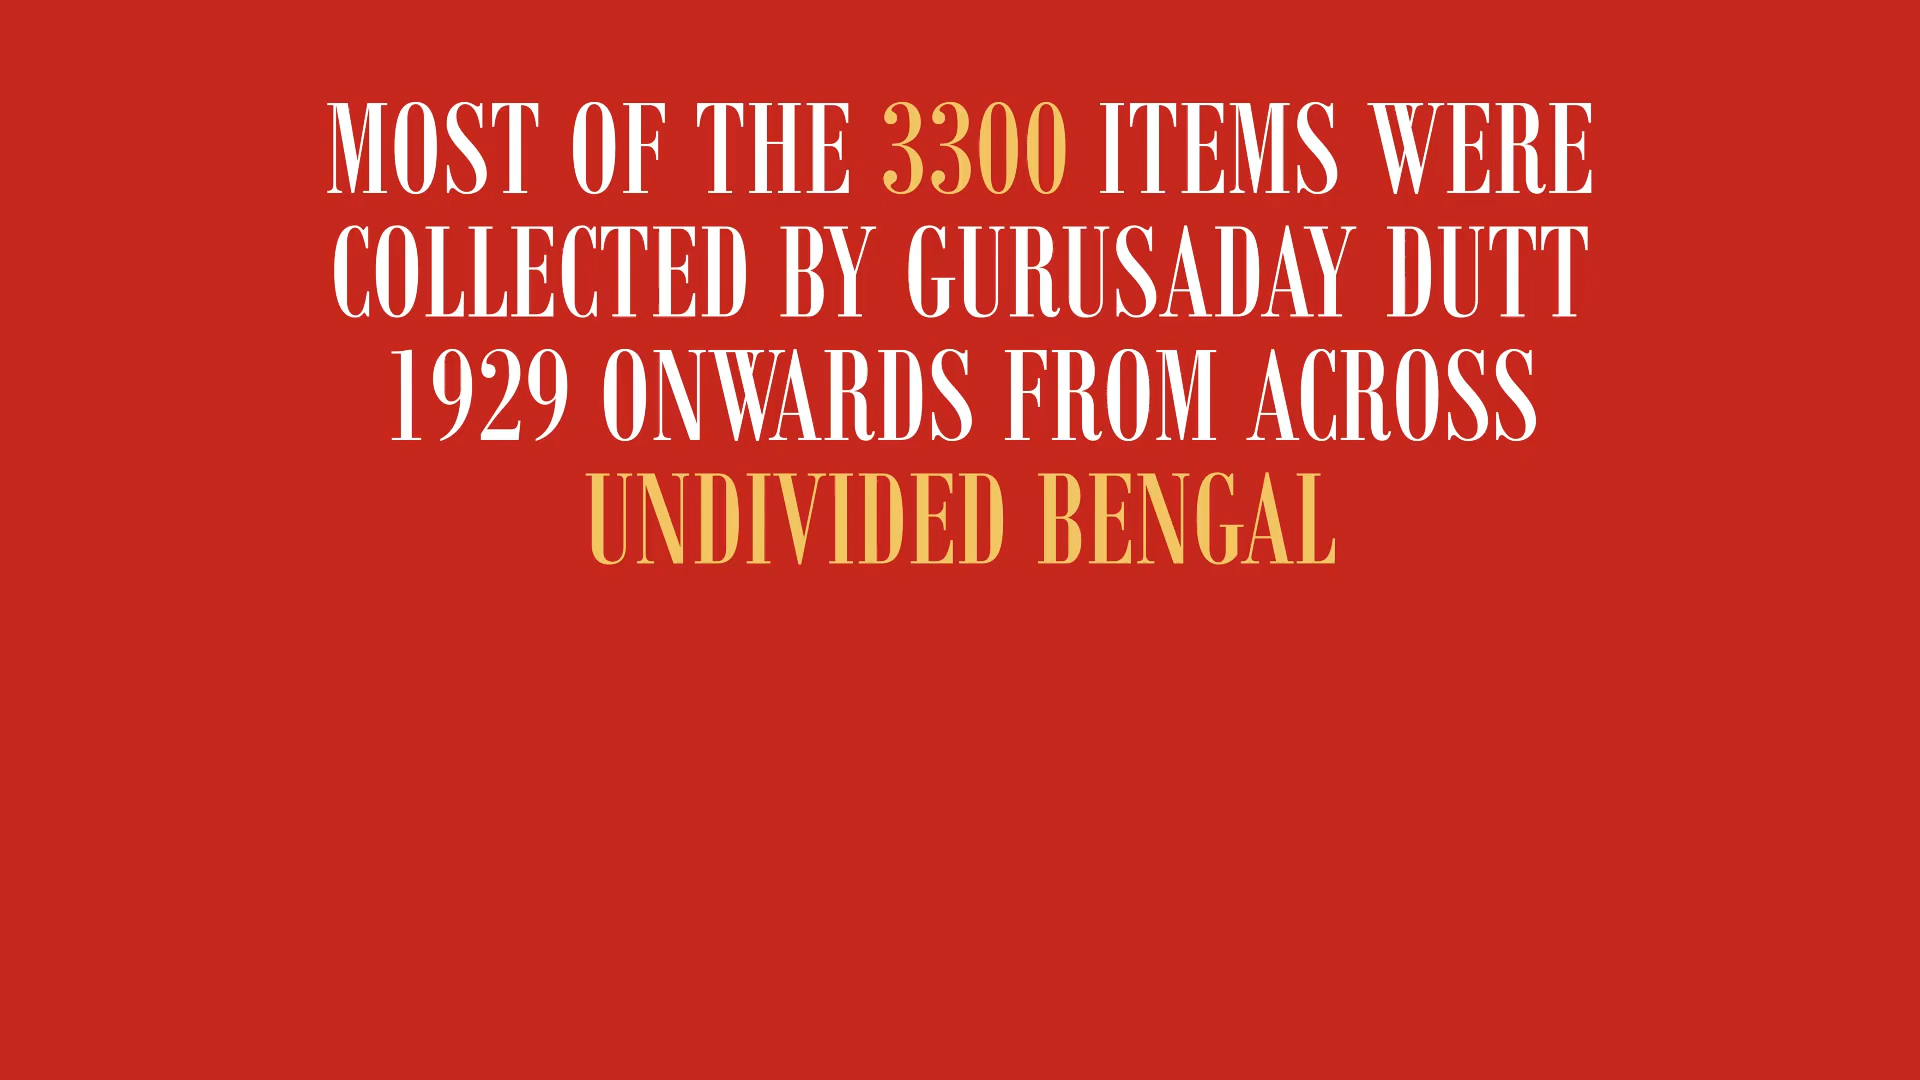 MOST OF THE 3300 ITEMS WERE
COLLECTED BY GURUSADAY DUTT
1929 ONWARDS FROM ACROSS
UNDIVIDED BENGAL